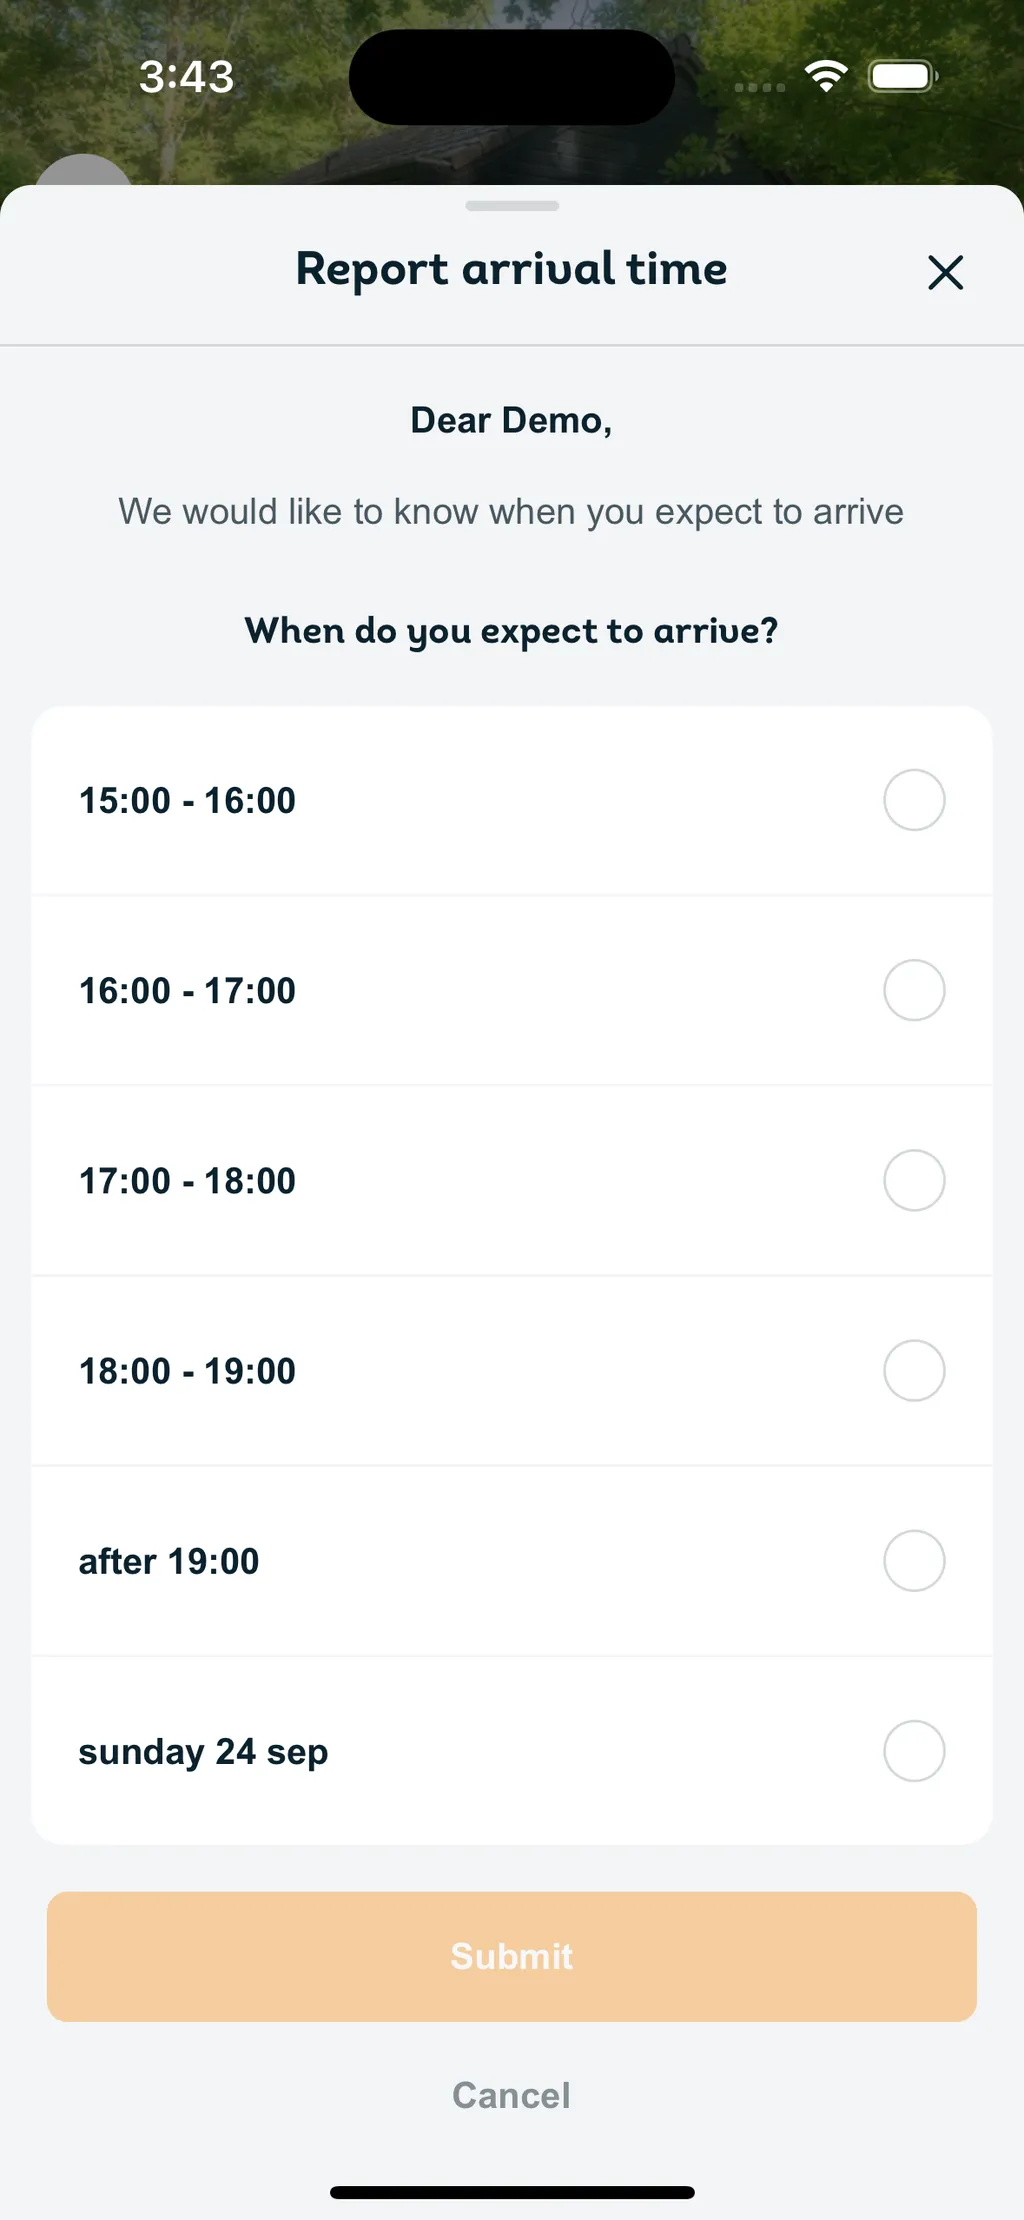 3:43
Report arrival time
Dear Demo,
We would like to know when you expect to arrive
When do you expect to arrive?
15:00 - 16:00
16:00 - 17:00
17:00 - 18:00
18:00 - 19:00
after 19:00
sunday 24 sep
Submit
Cancel